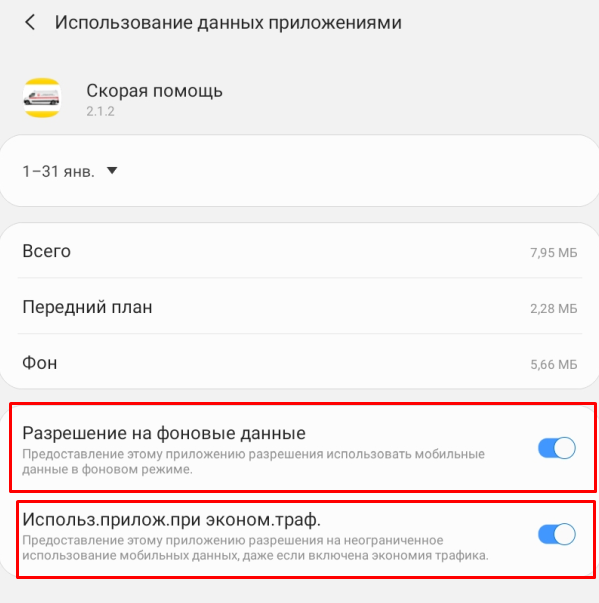 Использование данных приложениями
Скорая помощь
2.1.2
1–31 янв.
Всего 7,95 МБ
Передний план 2,28 МБ
Фон 5,66 МБ
Разрешение на фоновые данные
Предоставление этому приложению разрешения использовать мобильные
данные в фоновом режиме.
Использ.прилож.при эконом.траф.
Предоставление этому приложению разрешения на неограниченное
использование мобильных данных, даже если включена экономия трафика.